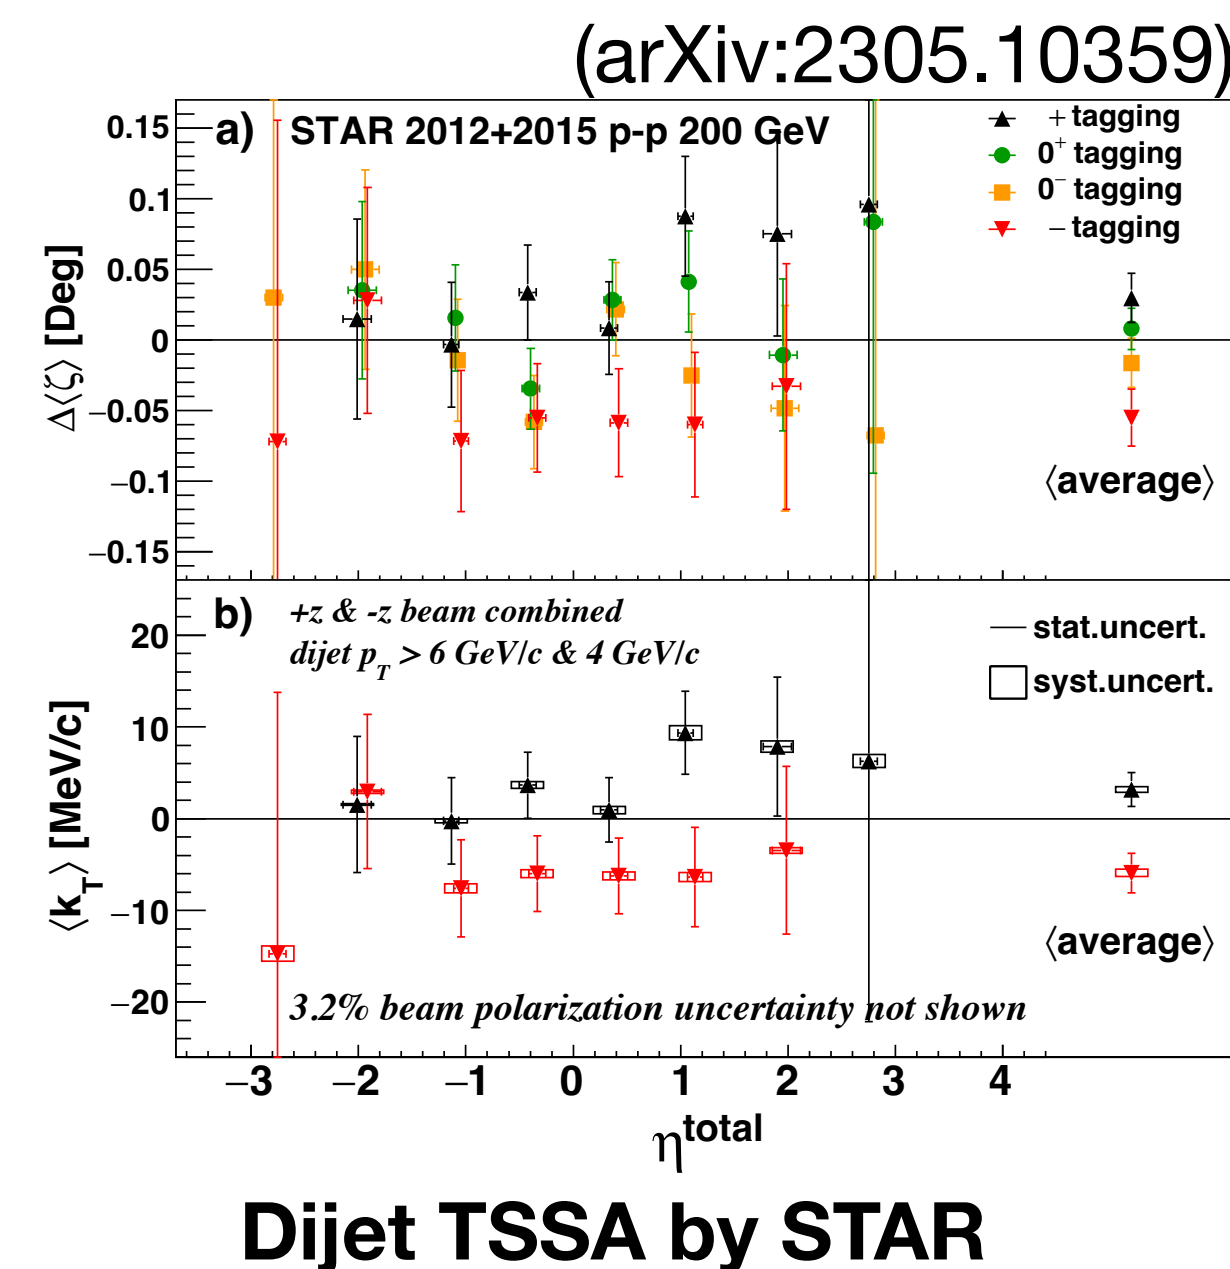 (arXiv:2305.10359)
a) STAR 2012+2015 p-p 200 GeV
+ tagging
0⁺ tagging
0⁻ tagging
− tagging
Δ⟨ζ⟩ [Deg]
0.15
0.1
0.05
0
−0.05
−0.1
−0.15
⟨average⟩
b) +z & -z beam combined
dijet p_T > 6 GeV/c & 4 GeV/c
stat.uncert.
syst.uncert.
⟨k_T⟩ [MeV/c]
20
10
0
−10
−20
⟨average⟩
3.2% beam polarization uncertainty not shown
−3 −2 −1 0 1 2 3 4
η^total
Dijet TSSA by STAR